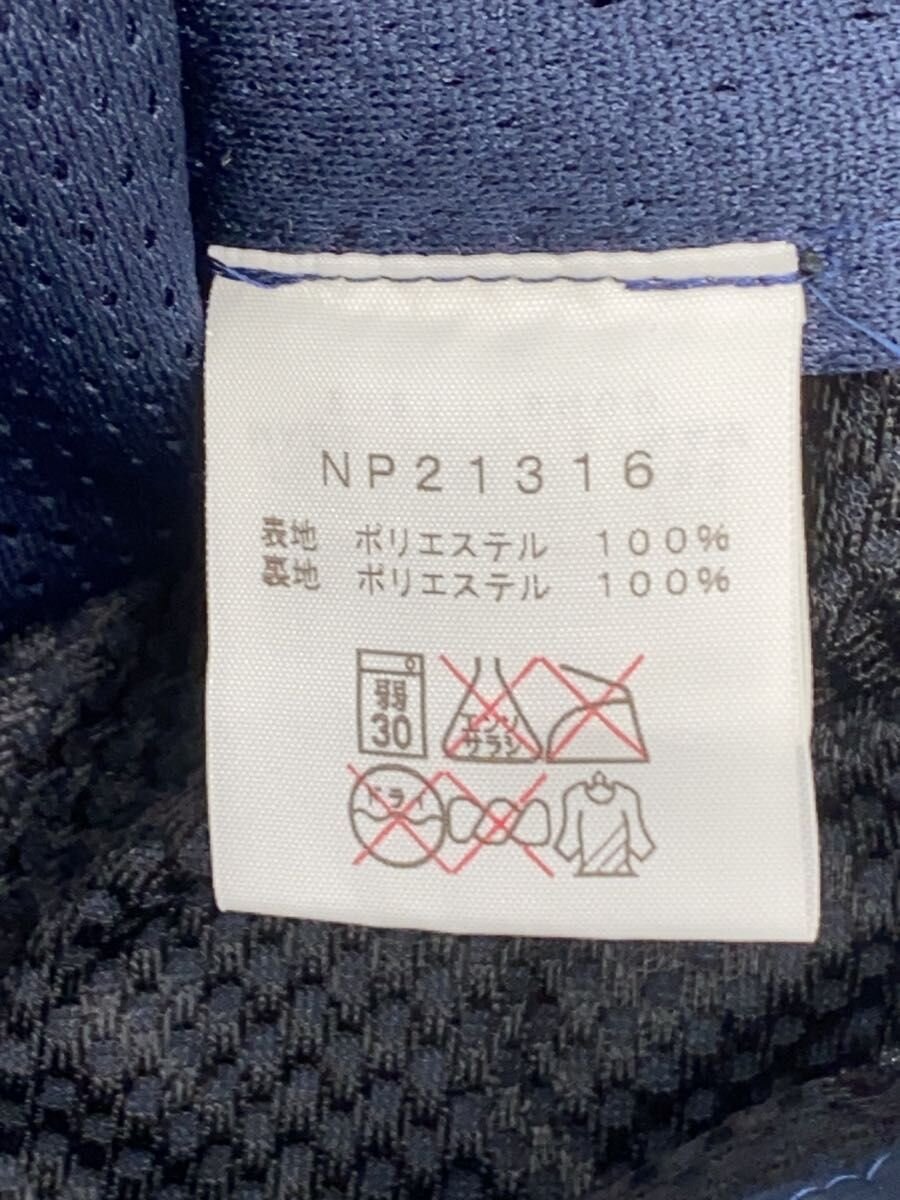 NP21316
表地 ポリエステル 100%
裏地 ポリエステル 100%
弱
30
エンソ
サラシ
ドライ